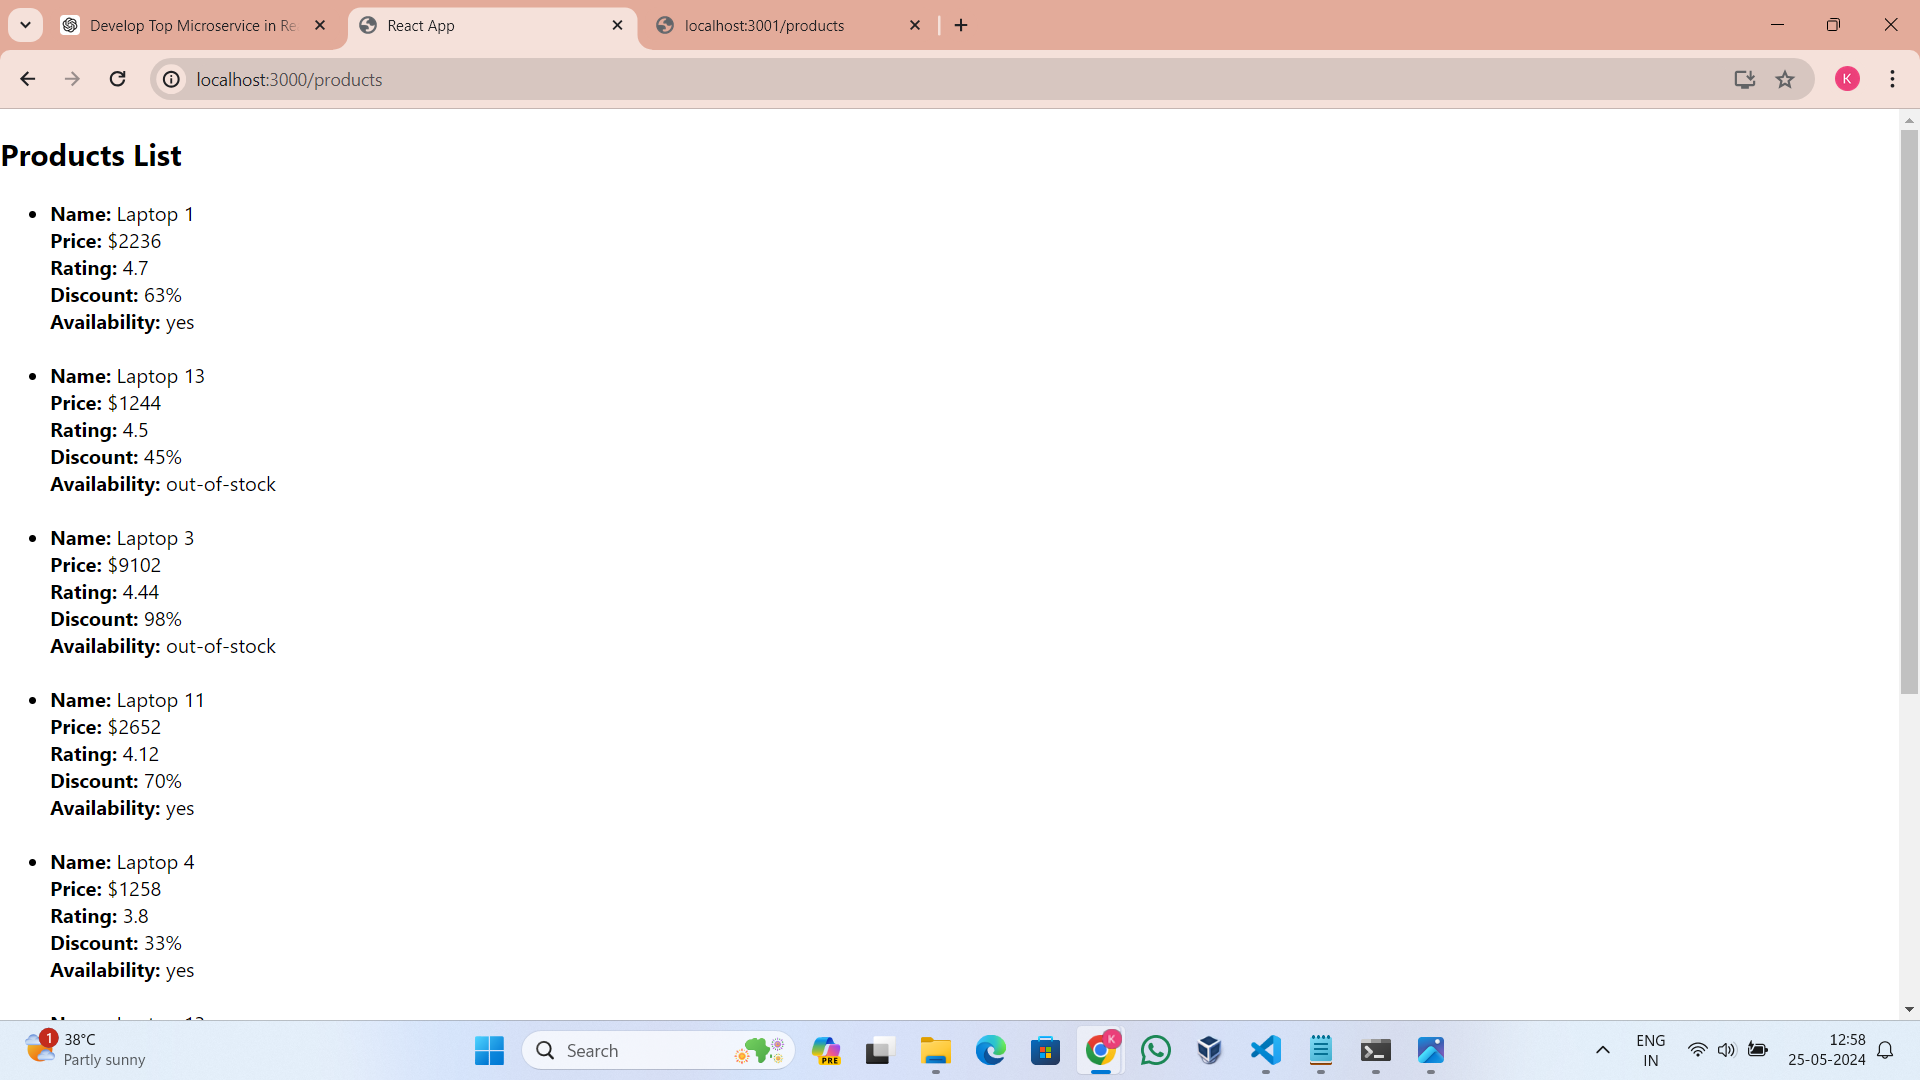 Develop Top Microservice in Re
React App
localhost:3001/products
localhost:3000/products
K
Products List
Name: Laptop 1
Price: $2236
Rating: 4.7
Discount: 63%
Availability: yes
Name: Laptop 13
Price: $1244
Rating: 4.5
Discount: 45%
Availability: out-of-stock
Name: Laptop 3
Price: $9102
Rating: 4.44
Discount: 98%
Availability: out-of-stock
Name: Laptop 11
Price: $2652
Rating: 4.12
Discount: 70%
Availability: yes
Name: Laptop 4
Price: $1258
Rating: 3.8
Discount: 33%
Availability: yes
1
38°C
Partly sunny
Search
PRE
K
ENG
IN
12:58
25-05-2024